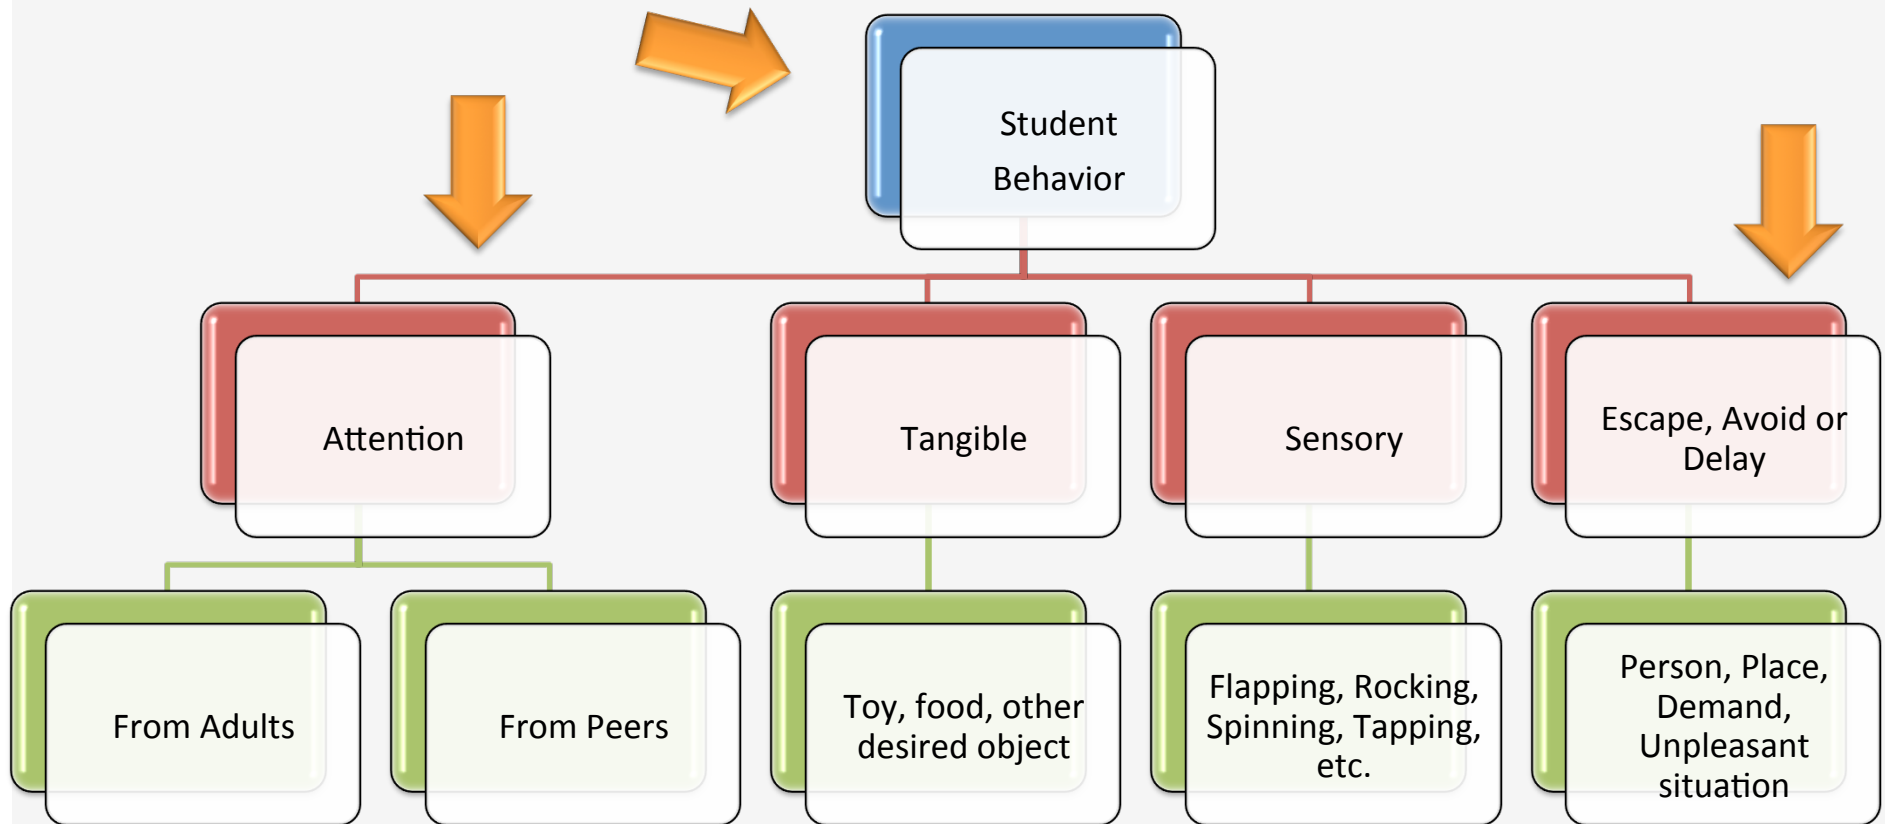 Student
Behavior
Attention
Tangible
Sensory
Escape, Avoid or
Delay
From Adults
From Peers
Toy, food, other
desired object
Flapping, Rocking,
Spinning, Tapping,
etc.
Person, Place,
Demand,
Unpleasant
situation